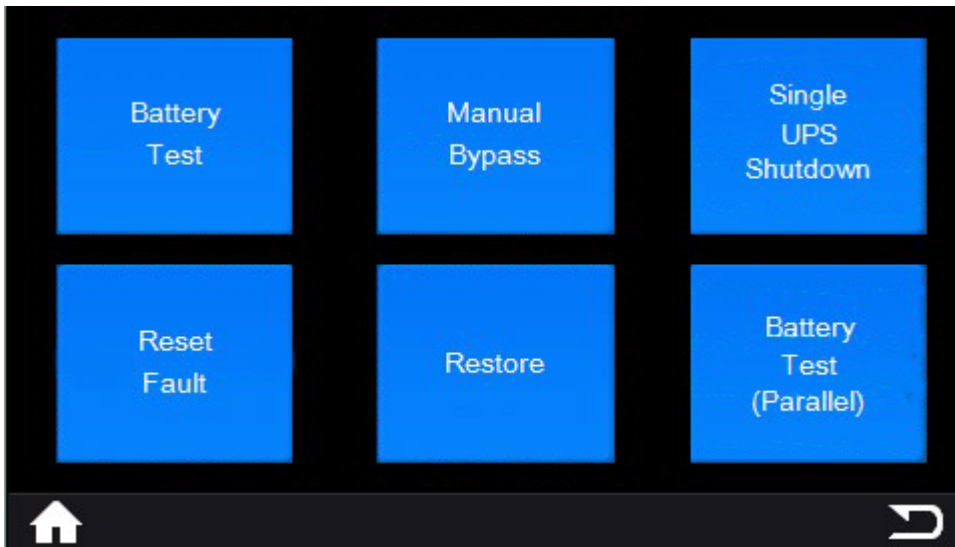 Battery
Test
Manual
Bypass
Single
UPS
Shutdown
Reset
Fault
Restore
Battery
Test
(Parallel)